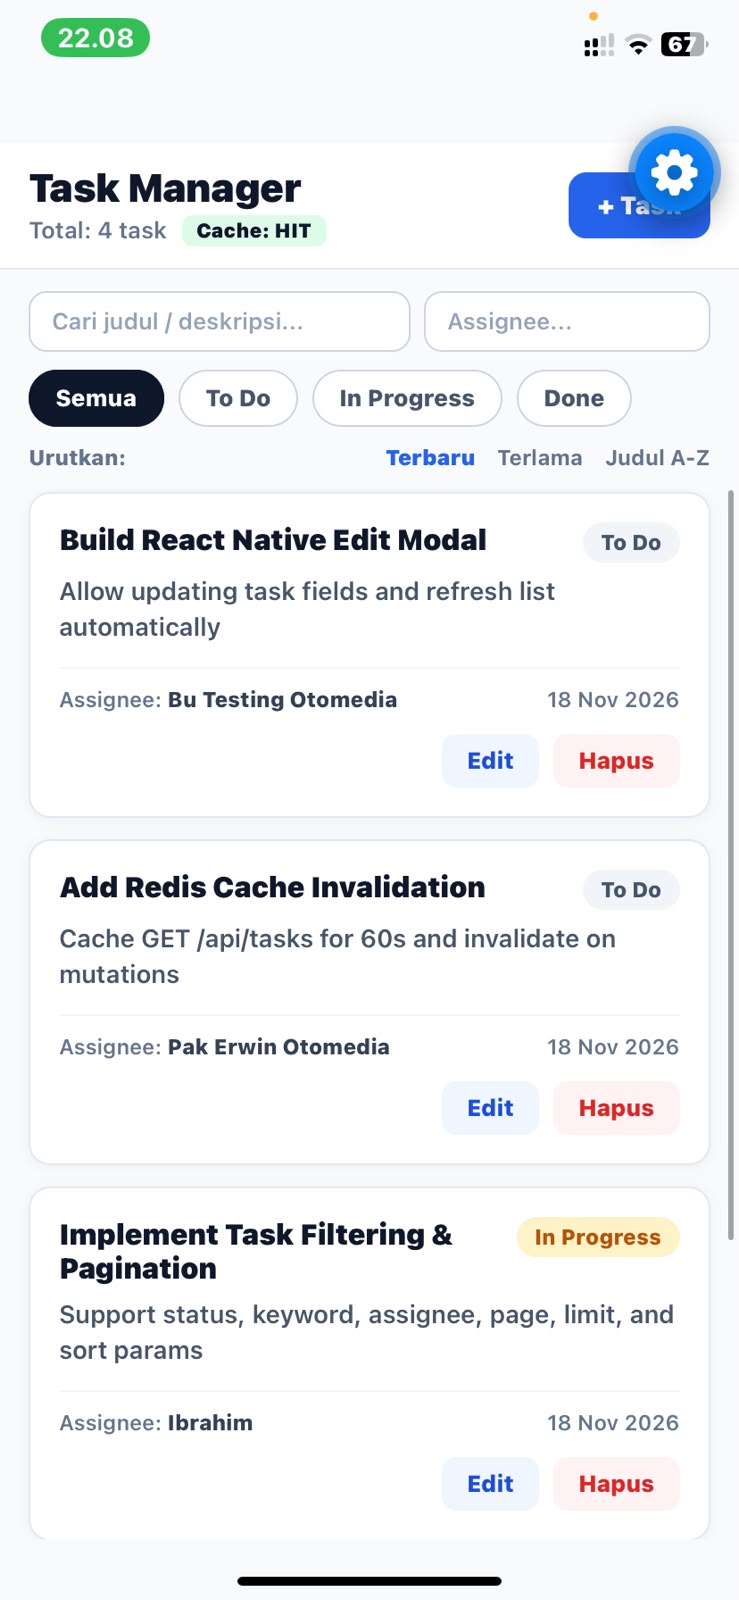 22.08
67
Task Manager
Total: 4 task Cache: HIT
+ Task
Cari judul / deskripsi... Assignee...
Semua To Do In Progress Done
Urutkan: Terbaru Terlama Judul A-Z
Build React Native Edit Modal To Do
Allow updating task fields and refresh list
automatically
Assignee: Bu Testing Otomedia 18 Nov 2026
Edit Hapus
Add Redis Cache Invalidation To Do
Cache GET /api/tasks for 60s and invalidate on
mutations
Assignee: Pak Erwin Otomedia 18 Nov 2026
Edit Hapus
Implement Task Filtering & In Progress
Pagination
Support status, keyword, assignee, page, limit, and
sort params
Assignee: Ibrahim 18 Nov 2026
Edit Hapus